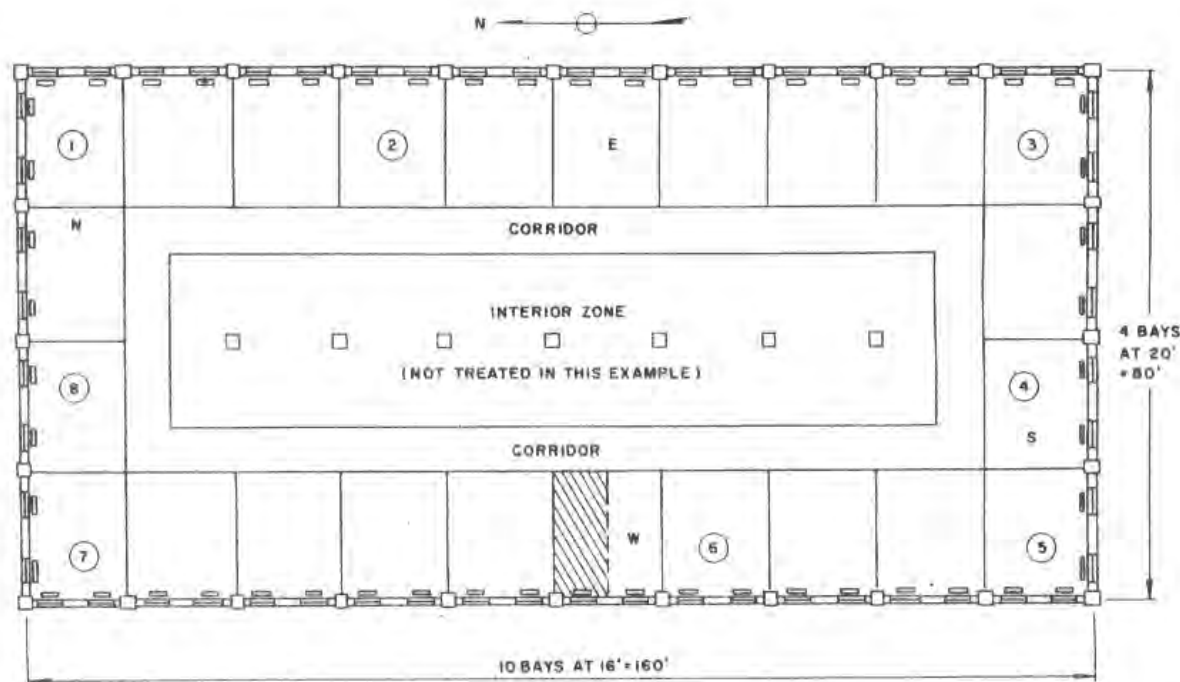 N
1
2
E
3
N
CORRIDOR
INTERIOR ZONE
(NOT TREATED IN THIS EXAMPLE)
4 BAYS
AT 20'
=80'
8
4
S
CORRIDOR
7
W
6
5
10 BAYS AT 16'=160'